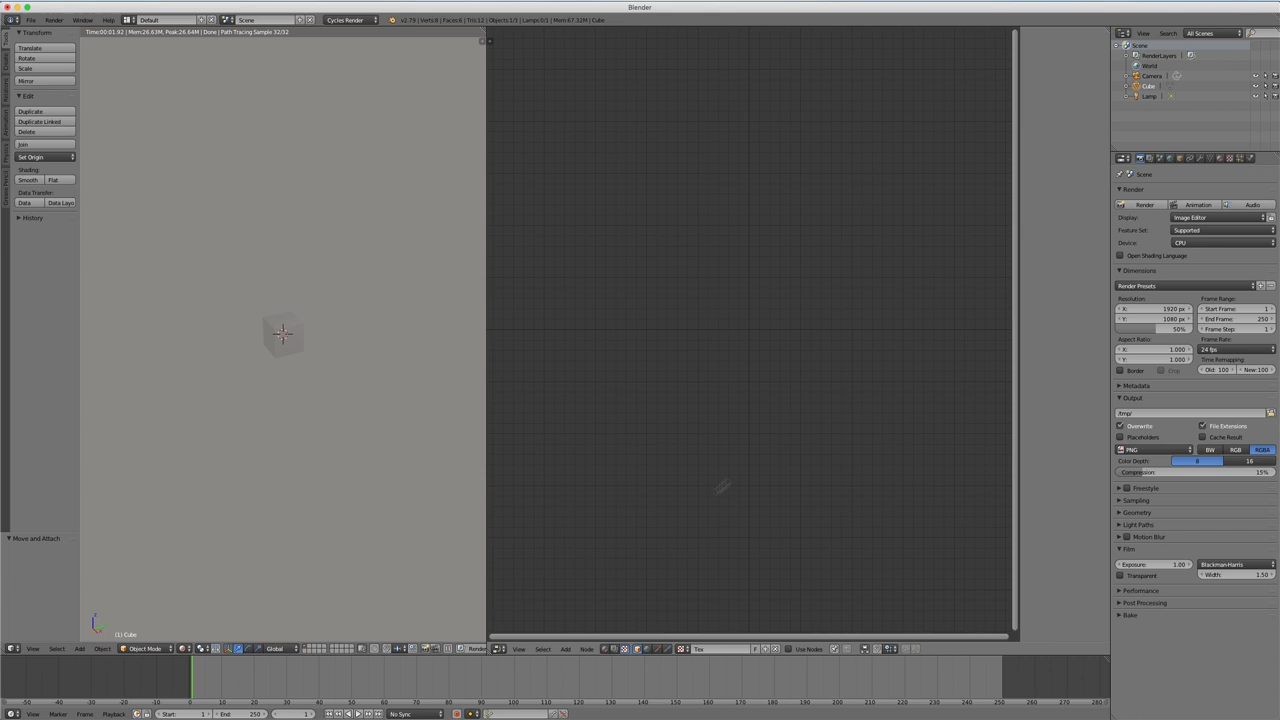 Blender
File Render Window Help Default Scene Cycles Render v2.79 | Verts:8 | Faces:6 | Tris:12 | Objects:1/3 | Lamps:0/1 | Mem:67.32M | Cube
Time:00:01.92 | Mem:26.63M, Peak:26.64M | Done | Path Tracing Sample 32/32
Tools
Create
Relations
Animation
Physics
Grease Pencil
Transform
Translate
Rotate
Scale
Mirror
Edit
Duplicate
Duplicate Linked
Delete
Join
Set Origin
Shading:
Smooth Flat
Data Transfer:
Data Data Layo
History
Move and Attach
(1) Cube
View Select Add Object Object Mode Global Render
View Select Add Node Tex F Use Nodes
View Search All Scenes
Scene
RenderLayers
World
Camera
Cube
Lamp
Scene
Render
Render Animation Audio
Display: Image Editor
Feature Set: Supported
Device: CPU
Open Shading Language
Dimensions
Render Presets
Resolution: Frame Range:
X: 1920 px Start Frame: 1
Y: 1080 px End Frame: 250
50% Frame Step: 1
Aspect Ratio: Frame Rate:
X: 1.000 24 fps
Y: 1.000 Time Remapping:
Border Crop Old: 100 New:100
Metadata
Output
/tmp/
Overwrite File Extensions
Placeholders Cache Result
PNG BW RGB RGBA
Color Depth: 8 16
Compression: 15%
Freestyle
Sampling
Geometry
Light Paths
Motion Blur
Film
Exposure: 1.00 Blackman-Harris
Transparent Width: 1.50
Performance
Post Processing
Bake
-50 -40 -30 -20 -10 0 10 20 30 40 50 60 70 80 90 100 110 120 130 140 150 160 170 180 190 200 210 220 230 240 250 260 270 280
View Marker Frame Playback Start: 1 End: 250 1 No Sync